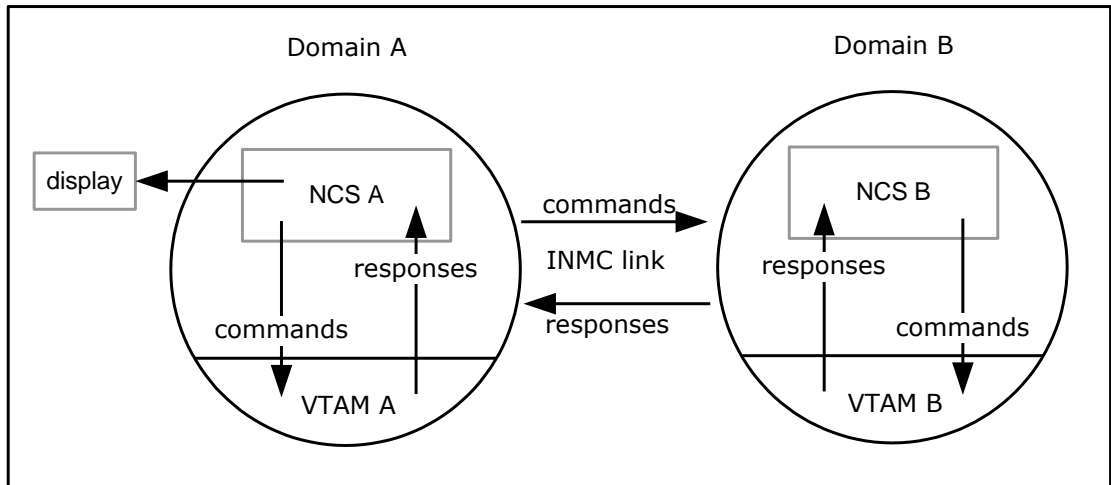 Domain A
Domain B
display
NCS A
NCS B
commands
responses
INMC link
responses
responses
commands
commands
VTAM A
VTAM B